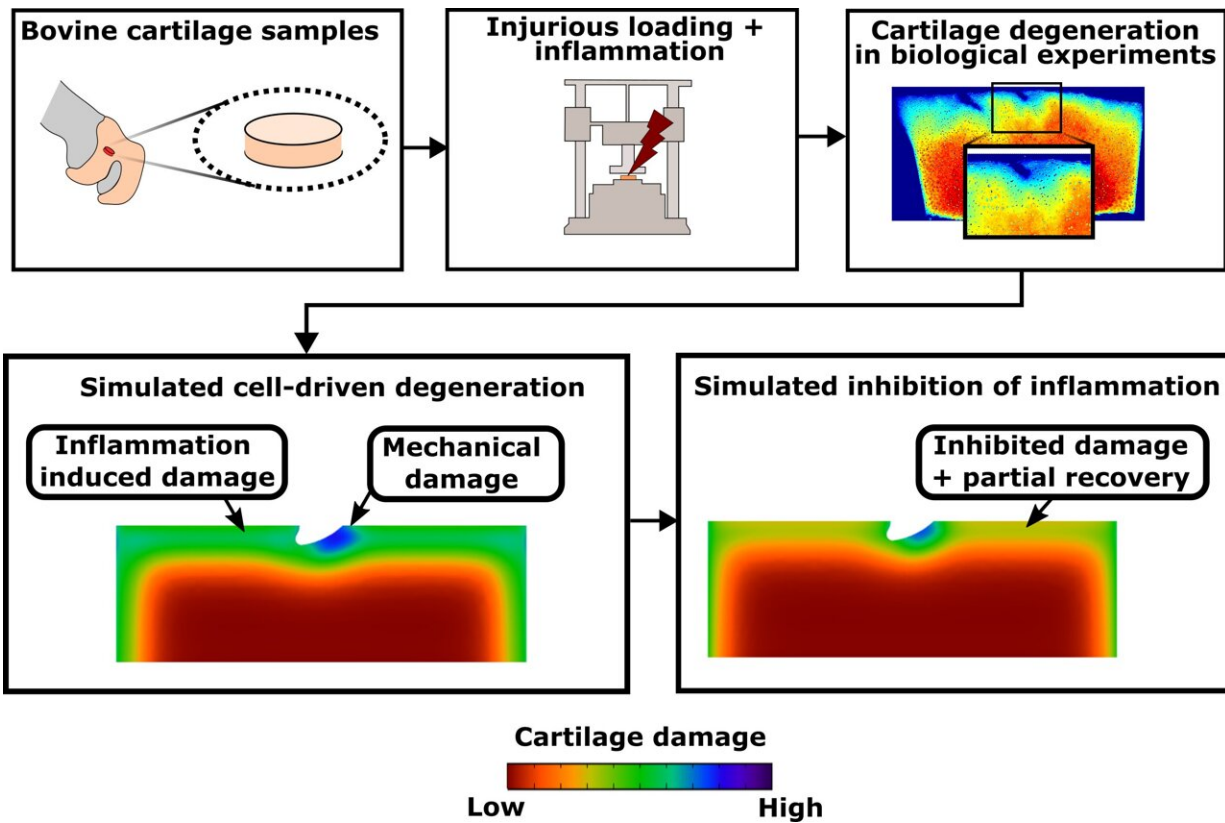 Bovine cartilage samples
Injurious loading +
inflammation
Cartilage degeneration
in biological experiments
Simulated cell-driven degeneration
Inflammation
induced damage
Mechanical
damage
Simulated inhibition of inflammation
Inhibited damage
+ partial recovery
Cartilage damage
Low
High